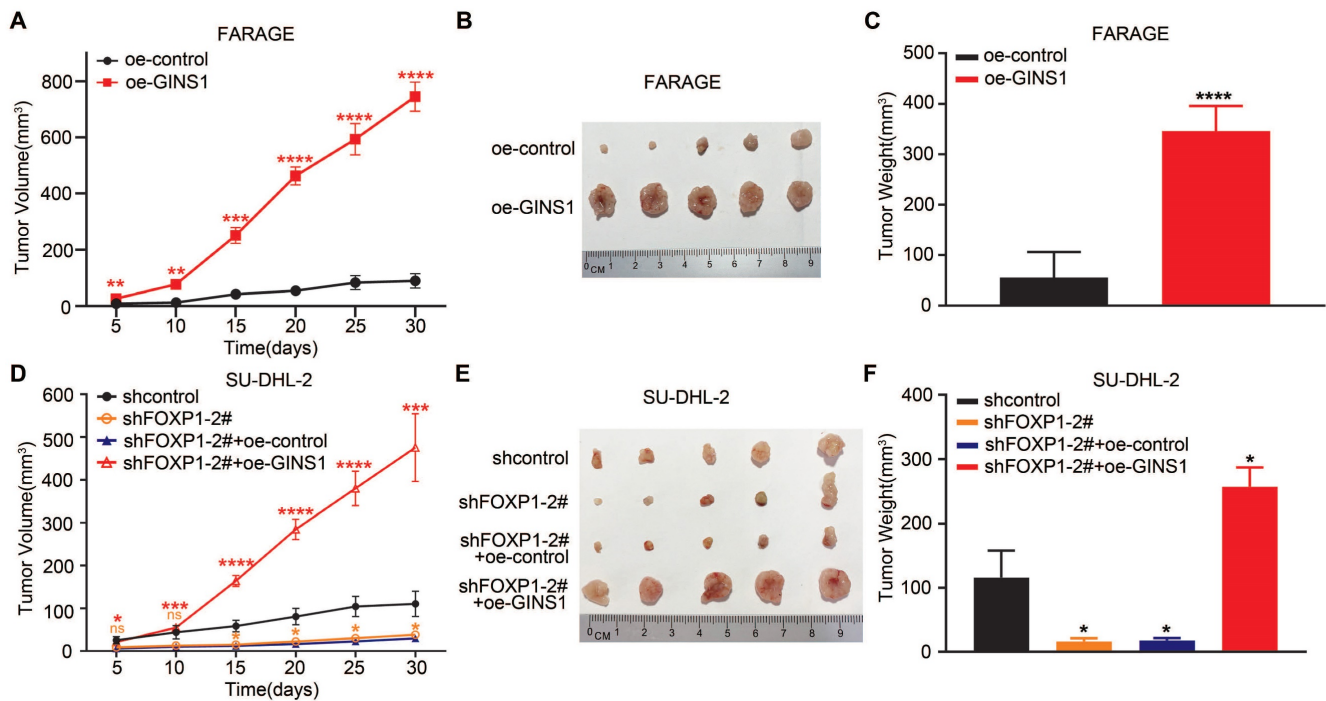 A
FARAGE
oe-control
oe-GINS1
Tumor Volume(mm³)
800
600
400
200
0
**
**
***
****
****
****
5 10 15 20 25 30
Time(days)
B
FARAGE
oe-control
oe-GINS1
0 CM 1 2 3 4 5 6 7 8 9
C
FARAGE
oe-control
oe-GINS1
Tumor Weight(mm³)
500
400
300
200
100
0
****
D
SU-DHL-2
shcontrol
shFOXP1-2#
shFOXP1-2#+oe-control
shFOXP1-2#+oe-GINS1
Tumor Volume(mm³)
600
500
400
300
200
100
0
*
ns
***
ns
****
*
****
*
****
*
***
*
5 10 15 20 25 30
Time(days)
E
SU-DHL-2
shcontrol
shFOXP1-2#
shFOXP1-2#
+oe-control
shFOXP1-2#
+oe-GINS1
0 CM 1 2 3 4 5 6 7 8 9
F
SU-DHL-2
shcontrol
shFOXP1-2#
shFOXP1-2#+oe-control
shFOXP1-2#+oe-GINS1
Tumor Weight(mm³)
400
300
200
100
0
*
*
*